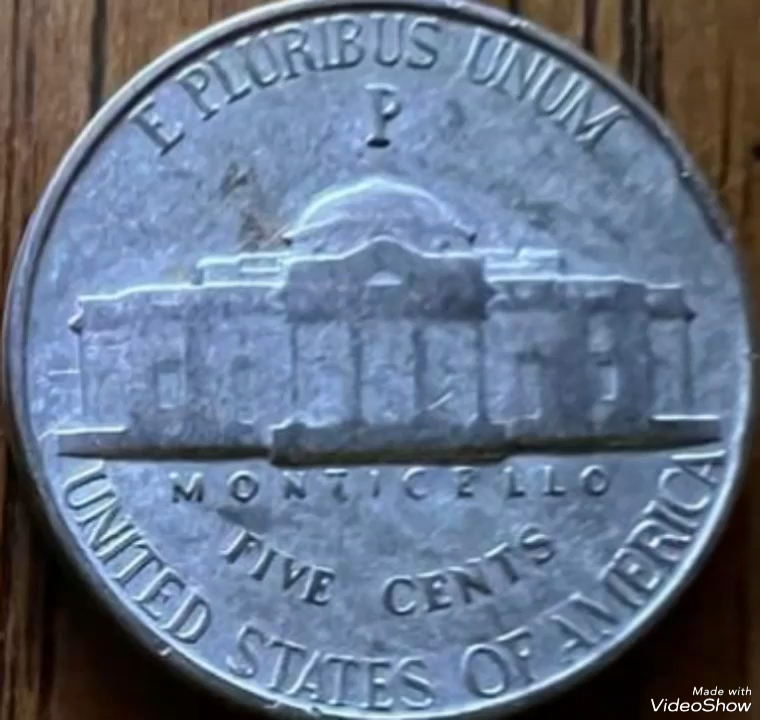 E PLURIBUS UNUM
P
MONTICELLO
FIVE CENTS
UNITED STATES OF AMERICA
Made with
VideoShow